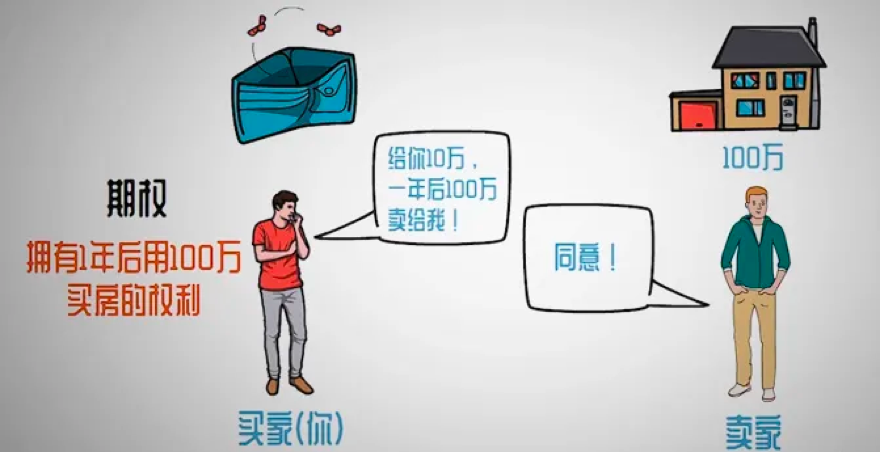 期权
拥有1年后用100万
买房的权利
给你10万，
一年后100万
卖给我！
同意！
100万
买家(你)
卖家